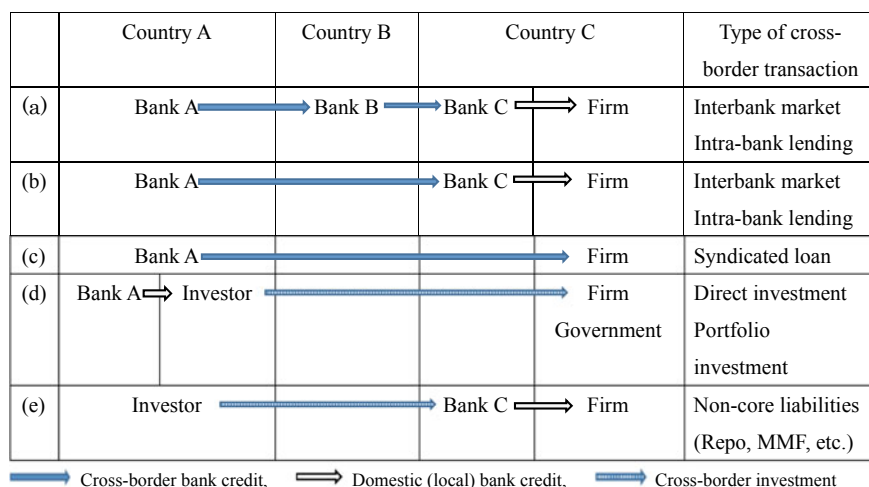 Country A Country B Country C Type of cross-
border transaction
(a) Bank A Bank B Bank C Firm Interbank market
Intra-bank lending
(b) Bank A Bank C Firm Interbank market
Intra-bank lending
(c) Bank A Firm Syndicated loan
(d) Bank A Investor Firm Direct investment
Government Portfolio
investment
(e) Investor Bank C Firm Non-core liabilities
(Repo, MMF, etc.)
Cross-border bank credit, Domestic (local) bank credit, Cross-border investment